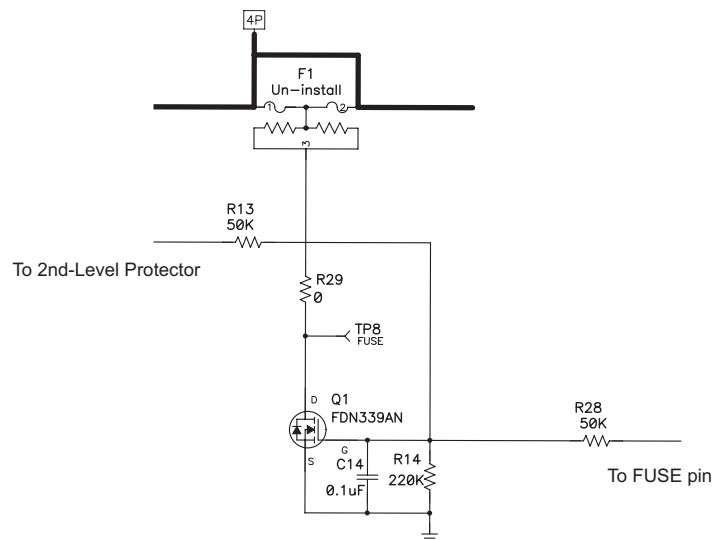 4P
F1
Un-install
1
2
3
R13
50K
To 2nd-Level Protector
R29
0
TP8
FUSE
D
Q1
FDN339AN
G
S
C14
0.1uF
R14
220K
R28
50K
To FUSE pin